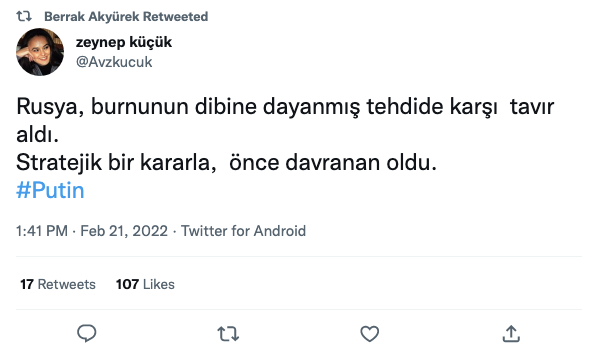 Berrak Akyürek Retweeted
zeynep küçük
@Avzkucuk
Rusya, burnunun dibine dayanmış tehdide karşı  tavır
aldı.
Stratejik bir kararla,  önce davranan oldu.
#Putin
1:41 PM · Feb 21, 2022 · Twitter for Android
17 Retweets 107 Likes